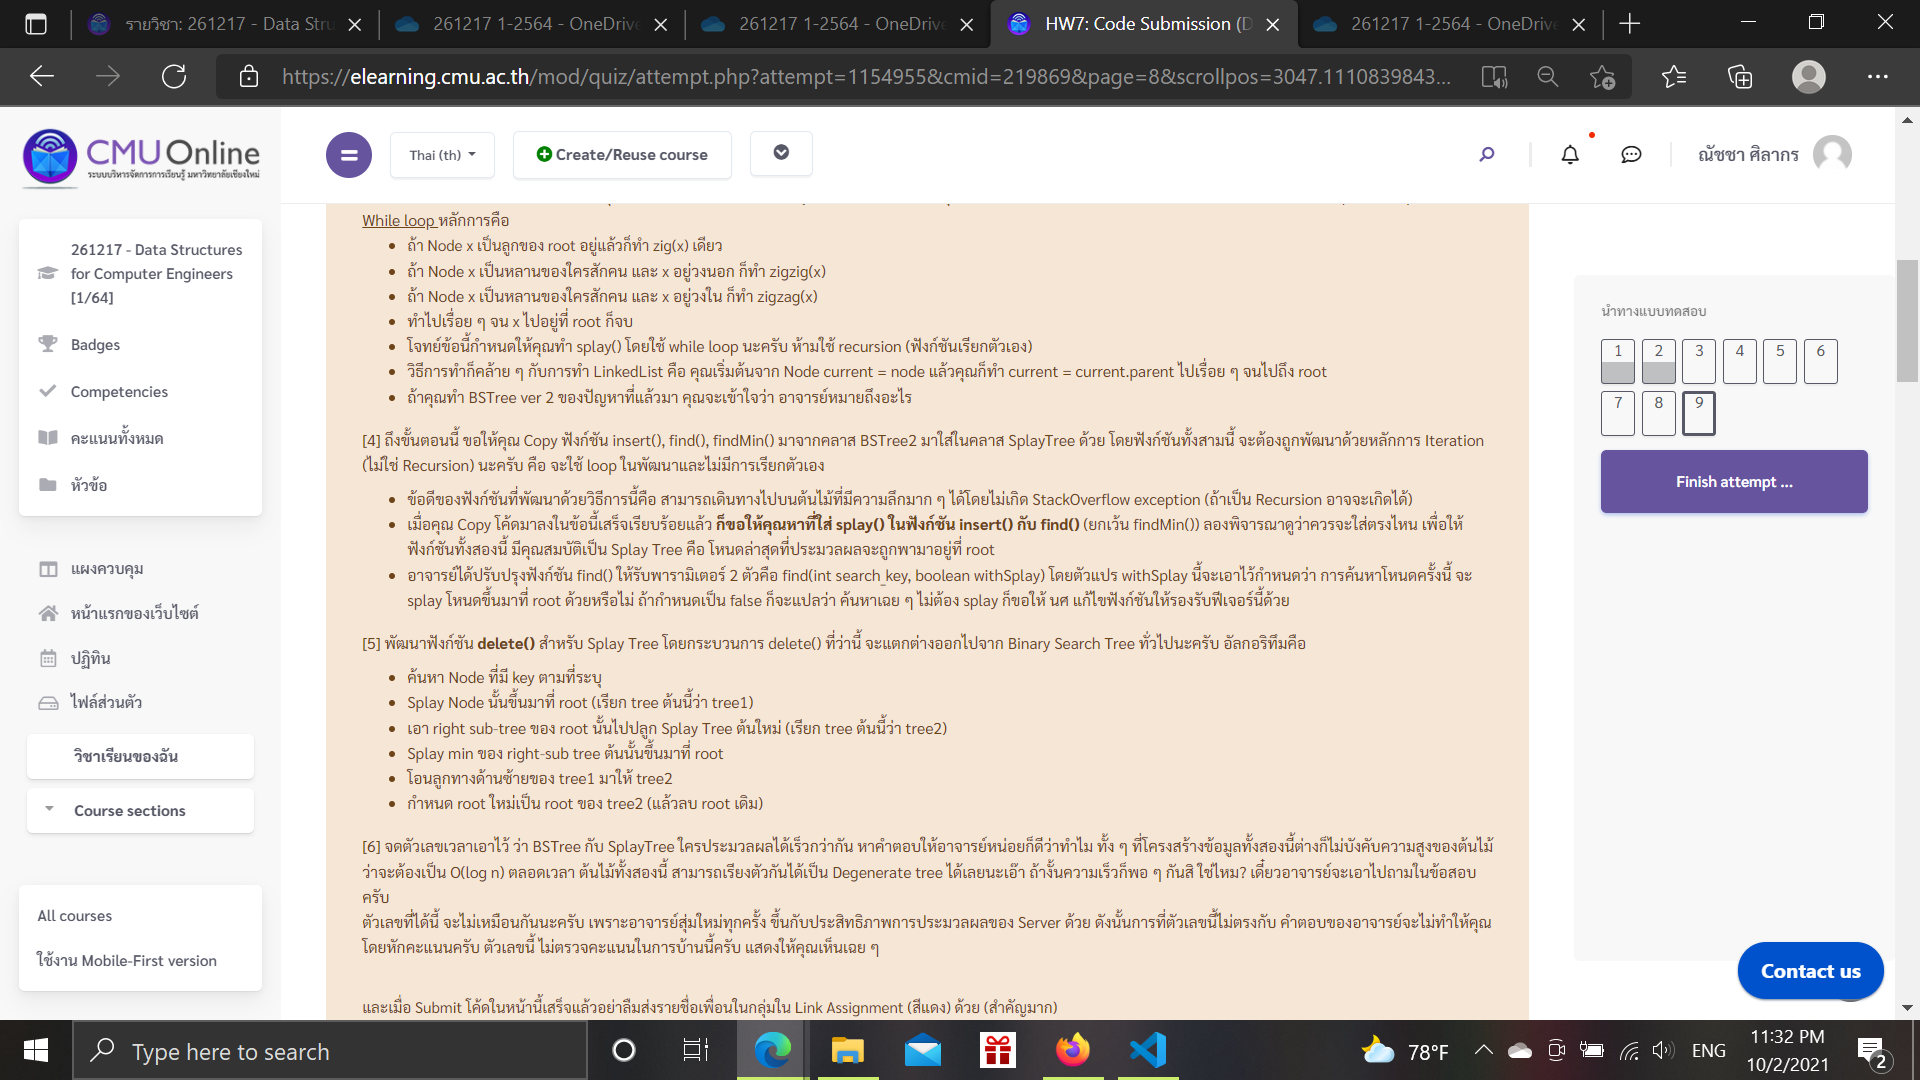 รายวิชา: 261217 - Data Stru
261217 1-2564 - OneDrive
261217 1-2564 - OneDrive
HW7: Code Submission (D
261217 1-2564 - OneDrive
https://elearning.cmu.ac.th/mod/quiz/attempt.php?attempt=1154955&cmid=219869&page=8&scrollpos=3047.1110839843...
CMU Online
ระบบบริหารจัดการการเรียนรู้ มหาวิทยาลัยเชียงใหม่
Thai (th)
Create/Reuse course
ณัชชา ศิลากร
261217 - Data Structures
for Computer Engineers
[1/64]
Badges
Competencies
คะแนนทั้งหมด
หัวข้อ
แผงควบคุม
หน้าแรกของเว็บไซต์
ปฏิทิน
ไฟล์ส่วนตัว
วิชาเรียนของฉัน
Course sections
All courses
ใช้งาน Mobile-First version
While loop หลักการคือ
ถ้า Node x เป็นลูกของ root อยู่แล้วก็ทำ zig(x) เดียว
ถ้า Node x เป็นหลานของใครสักคน และ x อยู่วงนอก ก็ทำ zigzig(x)
ถ้า Node x เป็นหลานของใครสักคน และ x อยู่วงใน ก็ทำ zigzag(x)
ทำไปเรื่อย ๆ จน x ไปอยู่ที่ root ก็จบ
โจทย์ข้อนี้กำหนดให้คุณทำ splay() โดยใช้ while loop นะครับ ห้ามใช้ recursion (ฟังก์ชันเรียกตัวเอง)
วิธีการทำก็คล้าย ๆ กับการทำ LinkedList คือ คุณเริ่มต้นจาก Node current = node แล้วคุณก็ทำ current = current.parent ไปเรื่อย ๆ จนไปถึง root
ถ้าคุณทำ BSTree ver 2 ของปัญหาที่แล้วมา คุณจะเข้าใจว่า อาจารย์หมายถึงอะไร
[4] ถึงขั้นตอนนี้ ขอให้คุณ Copy ฟังก์ชัน insert(), find(), findMin() มาจากคลาส BSTree2 มาใส่ในคลาส SplayTree ด้วย โดยฟังก์ชันทั้งสามนี้ จะต้องถูกพัฒนาด้วยหลักการ Iteration
(ไม่ใช่ Recursion) นะครับ คือ จะใช้ loop ในพัฒนาและไม่มีการเรียกตัวเอง
ข้อดีของฟังก์ชันที่พัฒนาด้วยวิธีการนี้คือ สามารถเดินทางไปบนต้นไม้ที่มีความลึกมาก ๆ ได้โดยไม่เกิด StackOverflow exception (ถ้าเป็น Recursion อาจจะเกิดได้)
เมื่อคุณ Copy โค้ดมาลงในข้อนี้เสร็จเรียบร้อยแล้ว ก็ขอให้คุณหาที่ใส่ splay() ในฟังก์ชัน insert() กับ find() (ยกเว้น findMin()) ลองพิจารณาดูว่าควรจะใส่ตรงไหน เพื่อให้
ฟังก์ชันทั้งสองนี้ มีคุณสมบัติเป็น Splay Tree คือ โหนดล่าสุดที่ประมวลผลจะถูกพามาอยู่ที่ root
อาจารย์ได้ปรับปรุงฟังก์ชัน find() ให้รับพารามิเตอร์ 2 ตัวคือ find(int search_key, boolean withSplay) โดยตัวแปร withSplay นี้จะเอาไว้กำหนดว่า การค้นหาโหนดครั้งนี้ จะ
splay โหนดขึ้นมาที่ root ด้วยหรือไม่ ถ้ากำหนดเป็น false ก็จะแปลว่า ค้นหาเฉย ๆ ไม่ต้อง splay ก็ขอให้ นศ แก้ไขฟังก์ชันให้รองรับฟีเจอร์นี้ด้วย
[5] พัฒนาฟังก์ชัน delete() สำหรับ Splay Tree โดยกระบวนการ delete() ที่ว่านี้ จะแตกต่างออกไปจาก Binary Search Tree ทั่วไปนะครับ อัลกอริทึมคือ
ค้นหา Node ที่มี key ตามที่ระบุ
Splay Node นั้นขึ้นมาที่ root (เรียก tree ต้นนี้ว่า tree1)
เอา right sub-tree ของ root นั้นไปปลูก Splay Tree ต้นใหม่ (เรียก tree ต้นนี้ว่า tree2)
Splay min ของ right-sub tree ต้นนั้นขึ้นมาที่ root
โอนลูกทางด้านซ้ายของ tree1 มาให้ tree2
กำหนด root ใหม่เป็น root ของ tree2 (แล้วลบ root เดิม)
[6] จดตัวเลขเวลาเอาไว้ ว่า BSTree กับ SplayTree ใครประมวลผลได้เร็วกว่ากัน หาคำตอบให้อาจารย์หน่อยก็ดีว่าทำไม ทั้ง ๆ ที่โครงสร้างข้อมูลทั้งสองนี้ต่างก็ไม่บังคับความสูงของต้นไม้
ว่าจะต้องเป็น O(log n) ตลอดเวลา ต้นไม้ทั้งสองนี้ สามารถเรียงตัวกันได้เป็น Degenerate tree ได้เลยนะเอ๊า ถ้างั้นความเร็วก็พอ ๆ กันสิ ใช่ไหม? เดี๋ยวอาจารย์จะเอาไปถามในข้อสอบ
ครับ
ตัวเลขที่ได้นี้ จะไม่เหมือนกันนะครับ เพราะอาจารย์สุ่มใหม่ทุกครั้ง ขึ้นกับประสิทธิภาพการประมวลผลของ Server ด้วย ดังนั้นการที่ตัวเลขนี้ไม่ตรงกับ คำตอบของอาจารย์จะไม่ทำให้คุณ
โดยหักคะแนนครับ ตัวเลขนี้ ไม่ตรวจคะแนนในการบ้านนี้ครับ แสดงให้คุณเห็นเฉย ๆ
และเมื่อ Submit โค้ดในหน้านี้เสร็จแล้วอย่าลืมส่งรายชื่อเพื่อนในกลุ่มใน Link Assignment (สีแดง) ด้วย (สำคัญมาก)
นำทางแบบทดสอบ
1 2 3 4 5 6
7 8 9
Finish attempt ...
Contact us
Type here to search
78°F
ENG
11:32 PM
10/2/2021
2